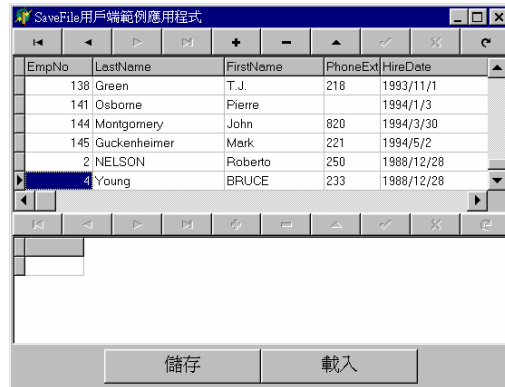 SaveFile用戶端範例應用程式
EmpNo LastName FirstName PhoneExt HireDate
138 Green T.J. 218 1993/11/1
141 Osborne Pierre 1994/1/3
144 Montgomery John 820 1994/3/30
145 Guckenheimer Mark 221 1994/5/2
2 NELSON Roberto 250 1988/12/28
4 Young BRUCE 233 1988/12/28
儲存 載入